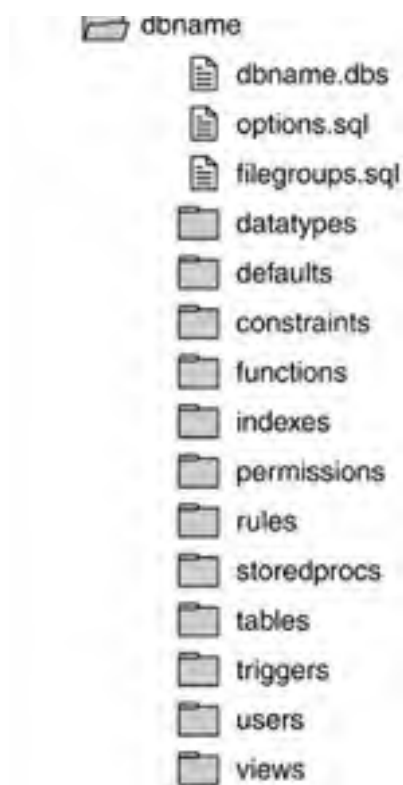 dbname
dbname.dbs
options.sql
filegroups.sql
datatypes
defaults
constraints
functions
indexes
permissions
rules
storedprocs
tables
triggers
users
views